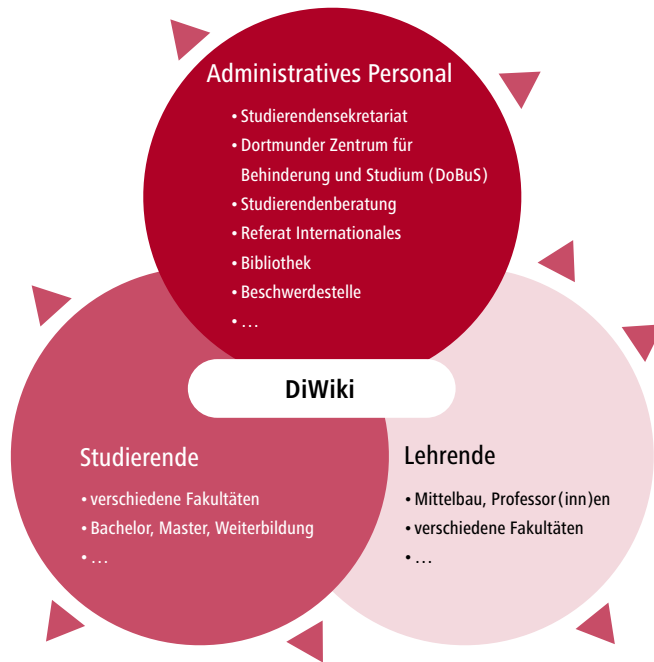 Administratives Personal
• Studierendensekretariat
• Dortmunder Zentrum für
Behinderung und Studium (DoBuS)
• Studierendenberatung
• Referat Internationales
• Bibliothek
• Beschwerdestelle
• …
DiWiki
Studierende
• verschiedene Fakultäten
• Bachelor, Master, Weiterbildung
• …
Lehrende
• Mittelbau, Professor(inn)en
• verschiedene Fakultäten
• …